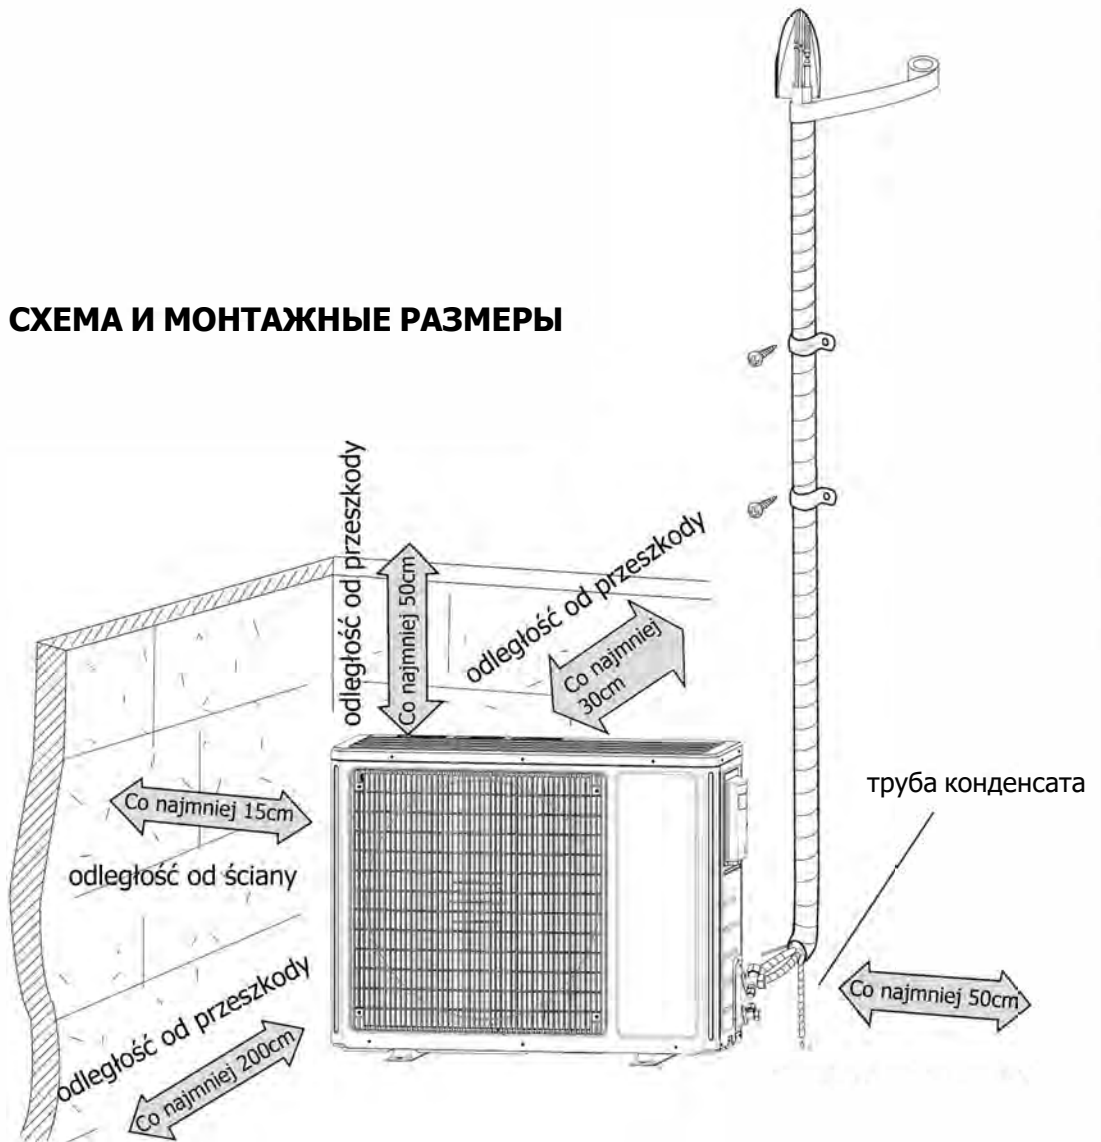 СХЕМА И МОНТАЖНЫЕ РАЗМЕРЫ
odległość od przeszkody
Co najmniej 50cm
odległość od przeszkody
Co najmniej
30cm
труба конденсата
Co najmniej 15cm
odległość od ściany
odległość od przeszkody
Co najmniej 200cm
Co najmniej 50cm